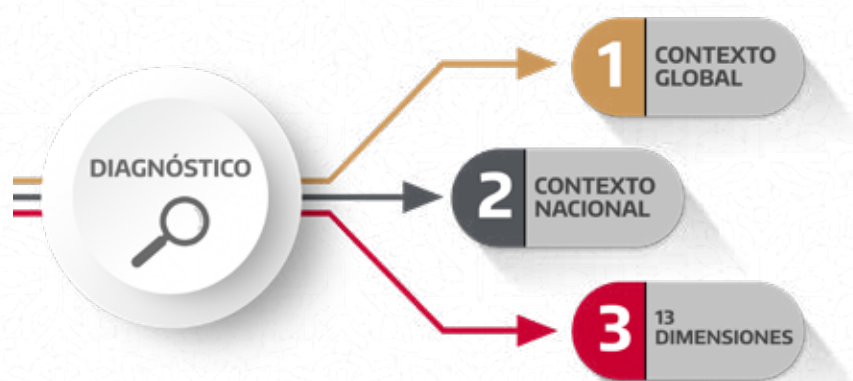 DIAGNÓSTICO
1
CONTEXTO
GLOBAL
2
CONTEXTO
NACIONAL
3
13
DIMENSIONES